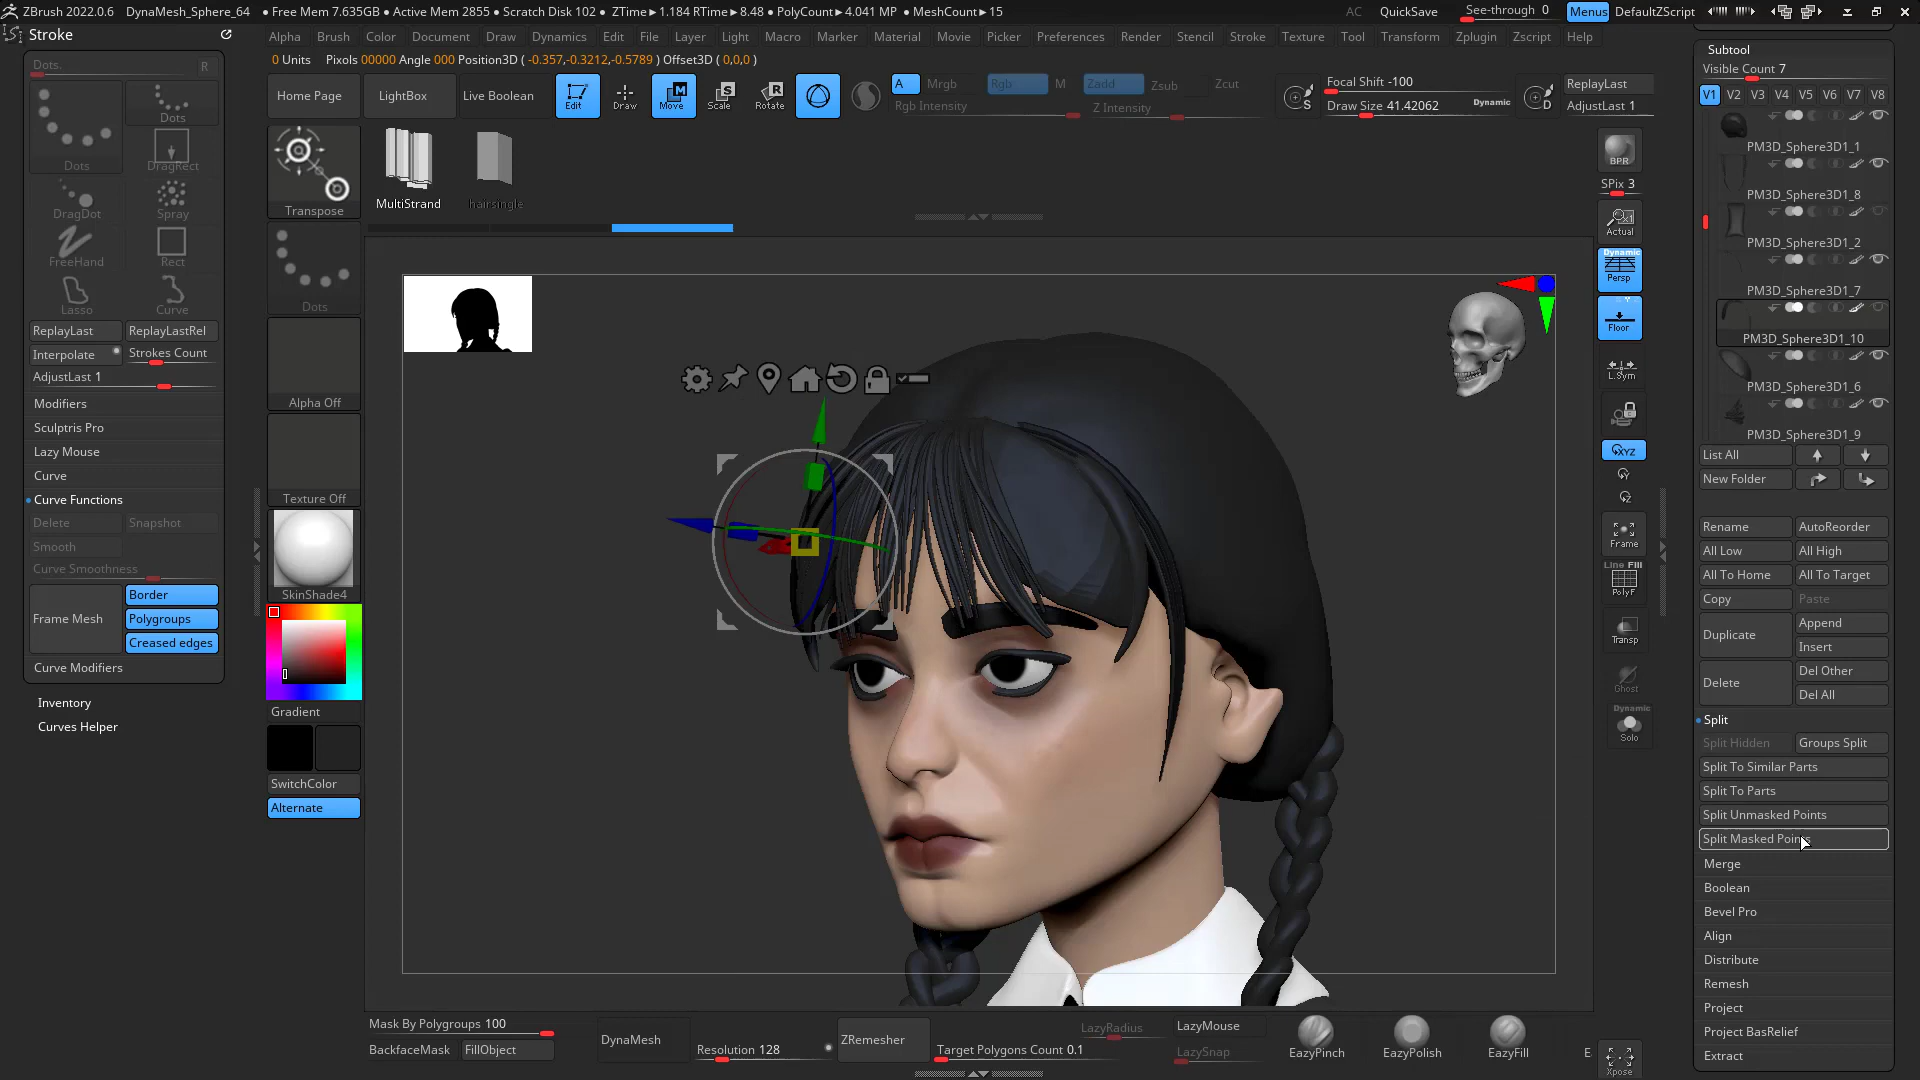 ZBrush 2022.0.6 DynaMesh_Sphere_64 ● Free Mem 7.635GB ● Active Mem 2855 ● Scratch Disk 102 ● ZTime►1.184 RTime►8.48 ● PolyCount►4.041 MP ● MeshCount►15 AC QuickSave See-through 0 Menus DefaultZScript
Stroke
Alpha Brush Color Document Draw Dynamics Edit File Layer Light Macro Marker Material Movie Picker Preferences Render Stencil Stroke Texture Tool Transform Zplugin Zscript Help
0 Units Pixols 00000 Angle 000 Position3D ( -0.357,-0.3212,-0.5789 ) Offset3D ( 0,0,0 )
Home Page LightBox Live Boolean Edit Draw Move Scale Rotate
A Mrgb Rgb M Zadd Zsub Zcut
Rgb Intensity Z Intensity
Focal Shift -100
Draw Size 41.42062 Dynamic
ReplayLast
AdjustLast 1
S D
Dots. R
Dots
Dots
DragRect
DragDot Spray
FreeHand Rect
Lasso Curve
ReplayLast ReplayLastRel
Interpolate Strokes Count
AdjustLast 1
Modifiers
Sculptris Pro
Lazy Mouse
Curve
Curve Functions
Delete Snapshot
Smooth
Curve Smoothness
Frame Mesh Border
Polygroups
Creased edges
Curve Modifiers
Inventory
Curves Helper
Transpose
Dots
Alpha Off
Texture Off
SkinShade4
Gradient
SwitchColor
Alternate
MultiStrand hairsingle
BPR
SPix 3
Actual
Dynamic
Persp
Floor
L.Sym
XYZ
Y
Z
Frame
Line Fill
PolyF
Transp
Ghost
Dynamic
Solo
Xpose
Subtool
Visible Count 7
V1 V2 V3 V4 V5 V6 V7 V8
PM3D_Sphere3D1_1
PM3D_Sphere3D1_8
PM3D_Sphere3D1_2
PM3D_Sphere3D1_7
PM3D_Sphere3D1_10
PM3D_Sphere3D1_6
PM3D_Sphere3D1_9
List All
New Folder
Rename AutoReorder
All Low All High
All To Home All To Target
Copy Paste
Duplicate Append
Insert
Delete Del Other
Del All
Split
Split Hidden Groups Split
Split To Similar Parts
Split To Parts
Split Unmasked Points
Split Masked Points
Merge
Boolean
Bevel Pro
Align
Distribute
Remesh
Project
Project BasRelief
Extract
Mask By Polygroups 100
BackfaceMask FillObject
DynaMesh
Resolution 128
ZRemesher
LazyRadius
Target Polygons Count 0.1
LazyMouse
LazySnap
EazyPinch EazyPolish EazyFill E